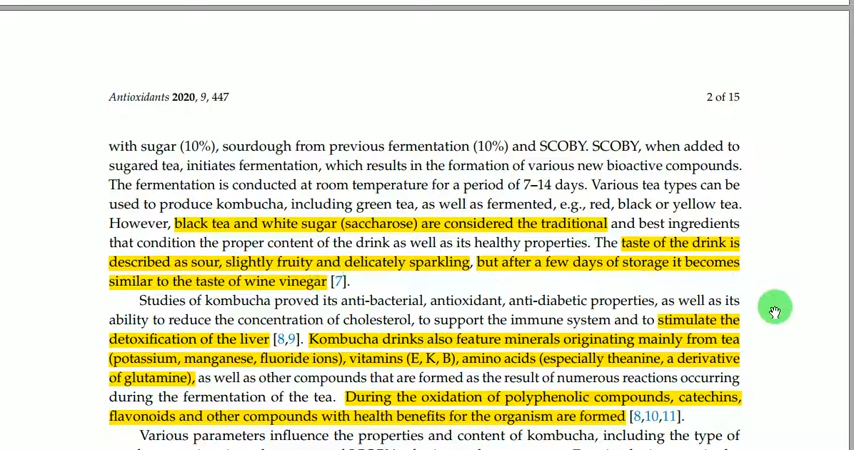 Antioxidants 2020, 9, 447
2 of 15
with sugar (10%), sourdough from previous fermentation (10%) and SCOBY. SCOBY, when added to
sugared tea, initiates fermentation, which results in the formation of various new bioactive compounds.
The fermentation is conducted at room temperature for a period of 7–14 days. Various tea types can be
used to produce kombucha, including green tea, as well as fermented, e.g., red, black or yellow tea.
However, black tea and white sugar (saccharose) are considered the traditional and best ingredients
that condition the proper content of the drink as well as its healthy properties. The taste of the drink is
described as sour, slightly fruity and delicately sparkling, but after a few days of storage it becomes
similar to the taste of wine vinegar [7].
Studies of kombucha proved its anti-bacterial, antioxidant, anti-diabetic properties, as well as its
ability to reduce the concentration of cholesterol, to support the immune system and to stimulate the
detoxification of the liver [8,9]. Kombucha drinks also feature minerals originating mainly from tea
(potassium, manganese, fluoride ions), vitamins (E, K, B), amino acids (especially theanine, a derivative
of glutamine), as well as other compounds that are formed as the result of numerous reactions occurring
during the fermentation of the tea. During the oxidation of polyphenolic compounds, catechins,
flavonoids and other compounds with health benefits for the organism are formed [8,10,11].
Various parameters influence the properties and content of kombucha, including the type of